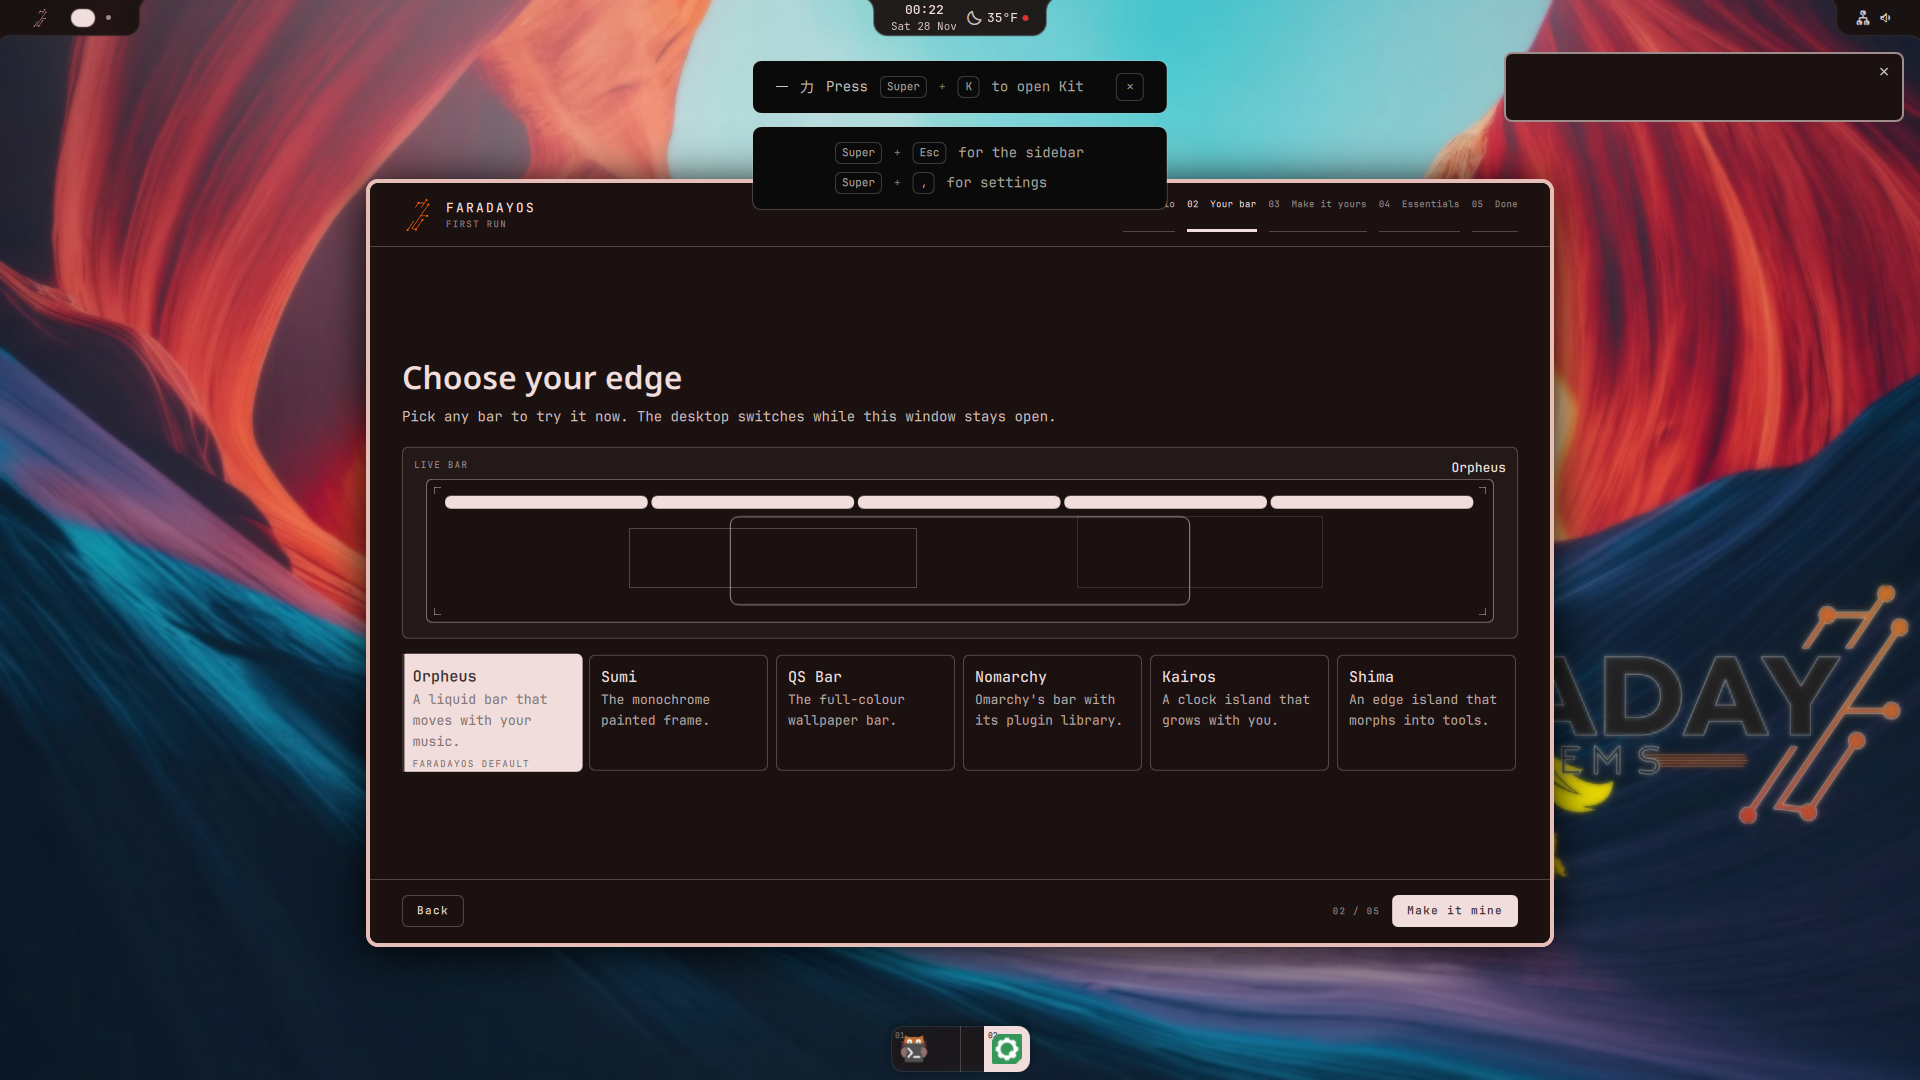 00:22
Sat 28 Nov
35°F
一 力 Press Super + K to open Kit ×
Super + Esc for the sidebar
Super + , for settings
FARADAYOS
FIRST RUN
02 Your bar 03 Make it yours 04 Essentials 05 Done
Choose your edge
Pick any bar to try it now. The desktop switches while this window stays open.
LIVE BAR
Orpheus
Orpheus
A liquid bar that
moves with your
music.
FARADAYOS DEFAULT
Sumi
The monochrome
painted frame.
QS Bar
The full-colour
wallpaper bar.
Nomarchy
Omarchy's bar with
its plugin library.
Kairos
A clock island that
grows with you.
Shima
An edge island that
morphs into tools.
ADAY
EMS
Back
02 / 05
Make it mine
01
02